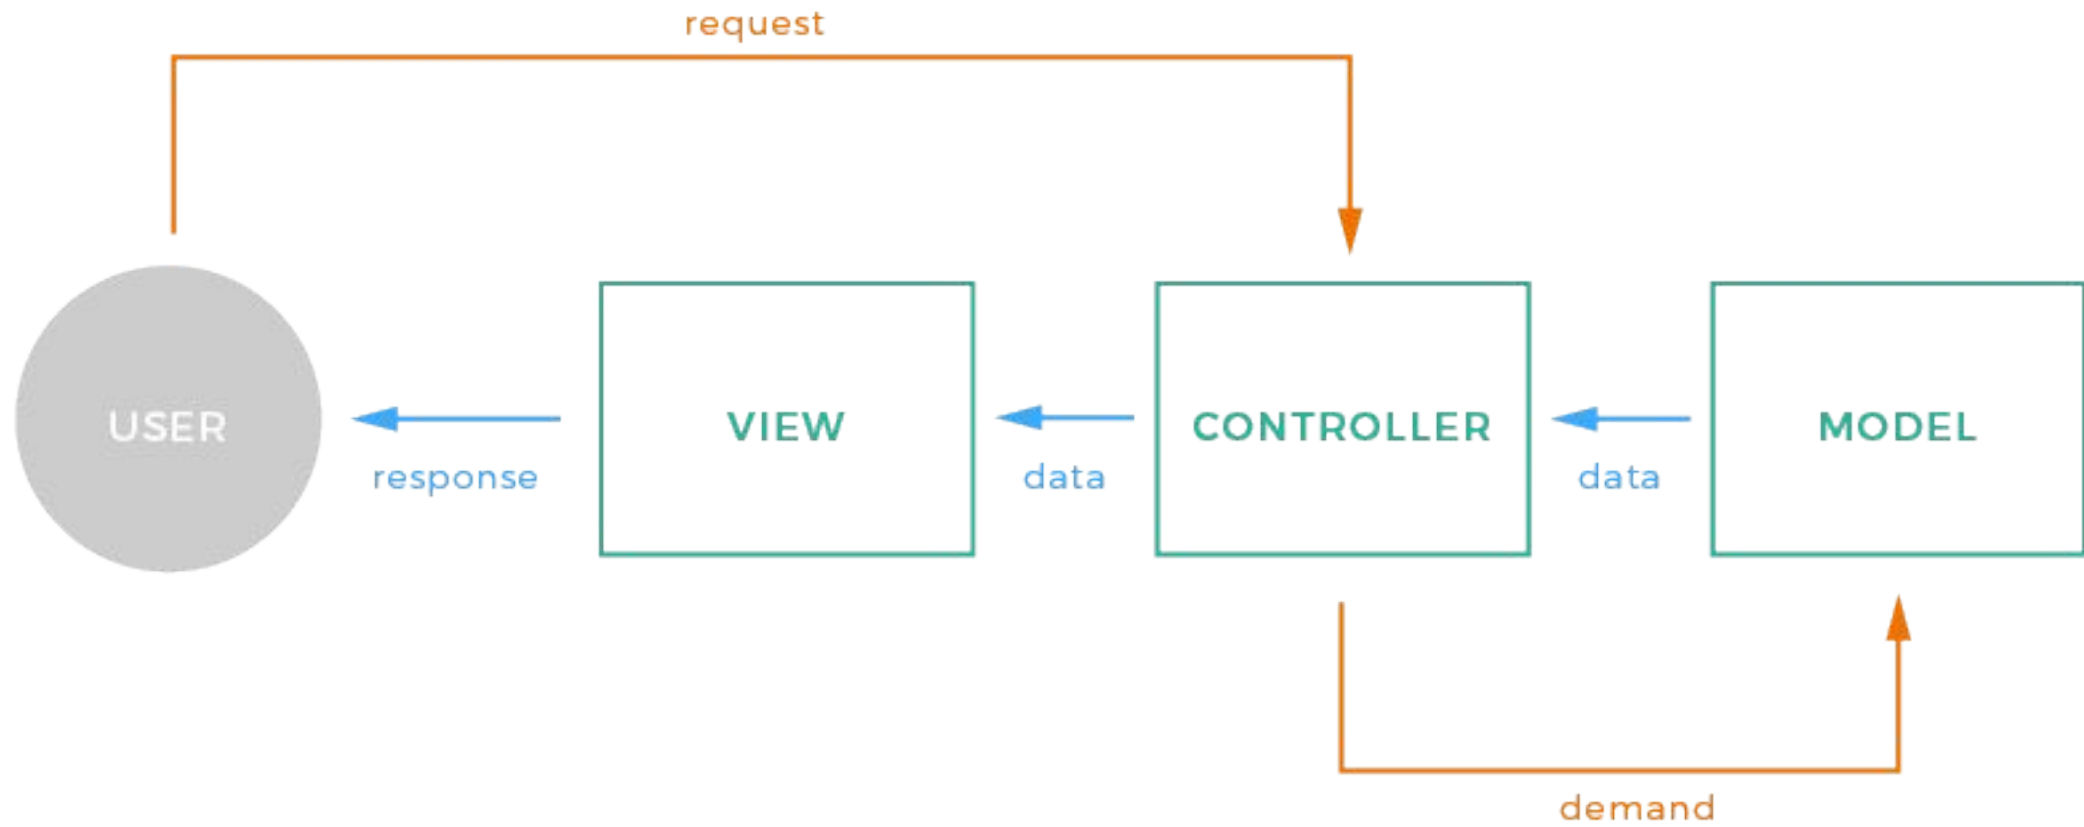 request
USER
VIEW
CONTROLLER
MODEL
response
data
data
demand